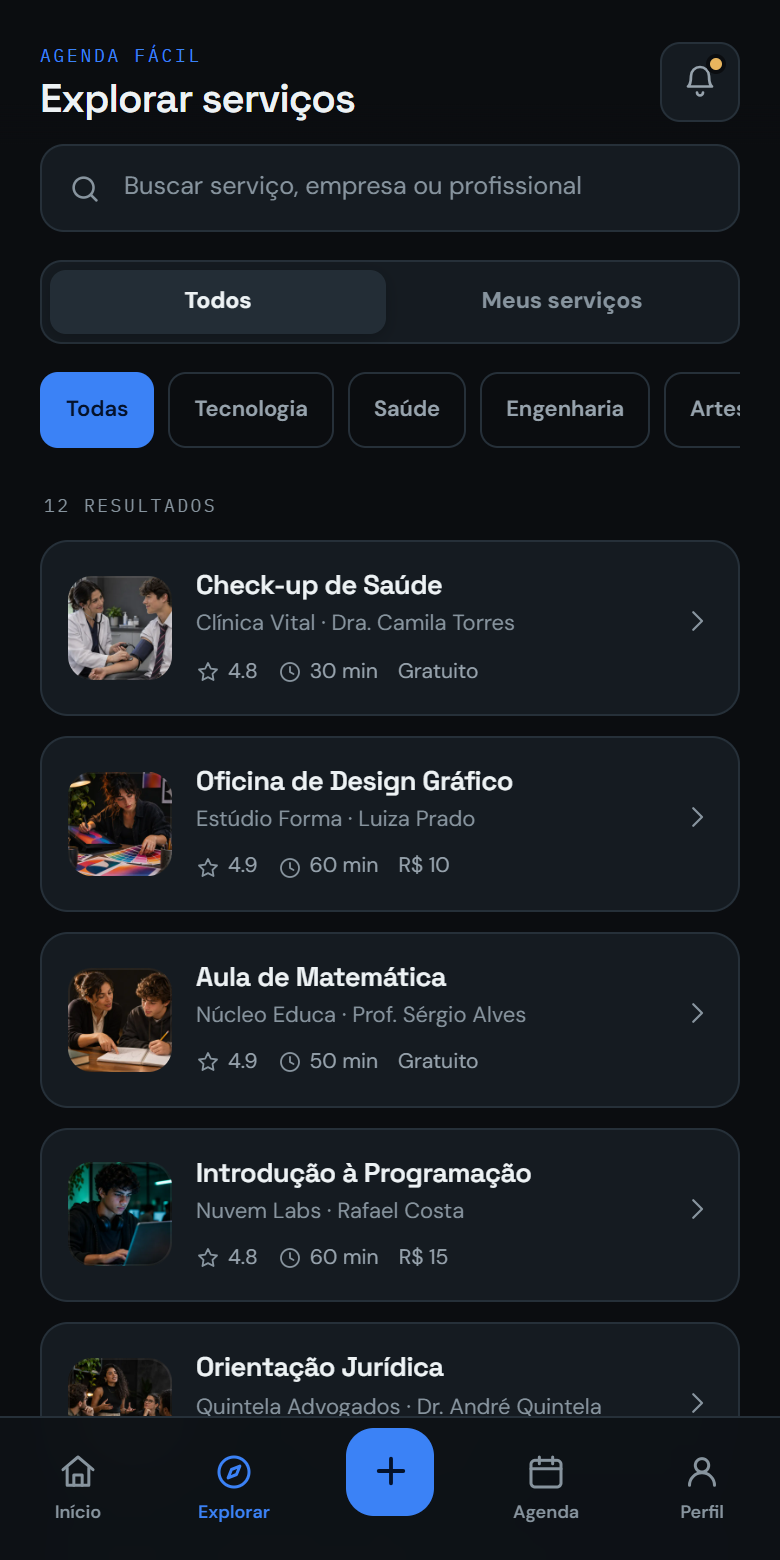 AGENDA FÁCIL
Explorar serviços
Buscar serviço, empresa ou profissional
Todos
Meus serviços
Todas
Tecnologia
Saúde
Engenharia
Artes
12 RESULTADOS
Check-up de Saúde
Clínica Vital · Dra. Camila Torres
4.8 30 min Gratuito
Oficina de Design Gráfico
Estúdio Forma · Luiza Prado
4.9 60 min R$ 10
Aula de Matemática
Núcleo Educa · Prof. Sérgio Alves
4.9 50 min Gratuito
Introdução à Programação
Nuvem Labs · Rafael Costa
4.8 60 min R$ 15
Orientação Jurídica
Quintela Advogados · Dr. André Quintela
Início
Explorar
Agenda
Perfil